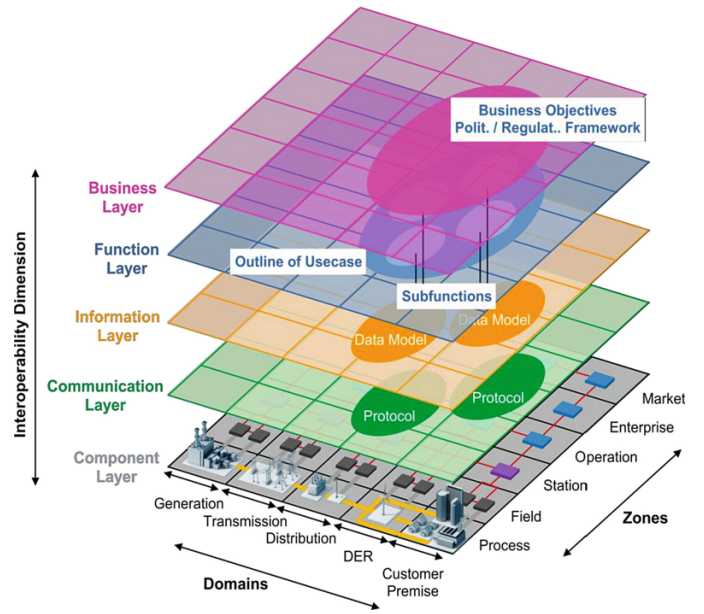 Business Objectives
Polit. / Regulat.. Framework
Business
Layer
Function
Layer
Outline of Usecase
Subfunctions
Information
Layer
Data Model
Data Model
Communication
Layer
Protocol
Protocol
Component
Layer
Interoperability Dimension
Generation
Transmission
Distribution
DER
Customer
Premise
Domains
Market
Enterprise
Operation
Station
Field
Process
Zones